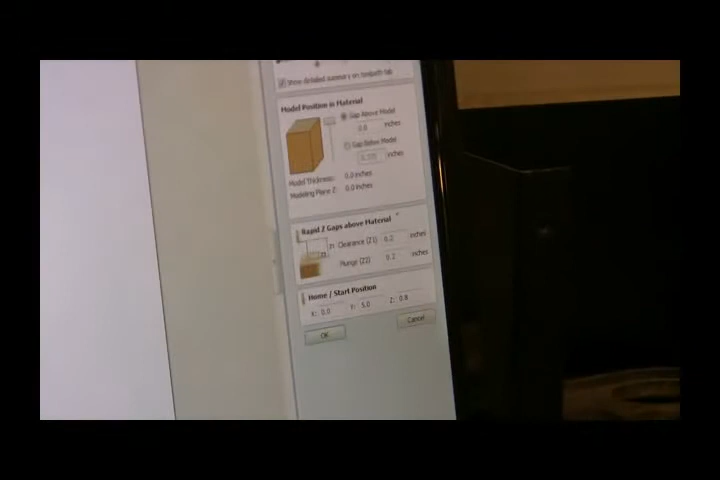 Show detailed summary on toolpath tab
Model Position in Material
Gap Above Model
0.0 inches
Gap Below Model
inches
Model Thickness: 0.0 inches
Modeling Plane Z: 0.0 inches
Rapid Z Gaps above Material
Clearance (Z1) 0.2 inches
Plunge (Z2) 0.2 inches
Home / Start Position
X: 0.0 Y: 5.0 Z: 0.8
OK Cancel